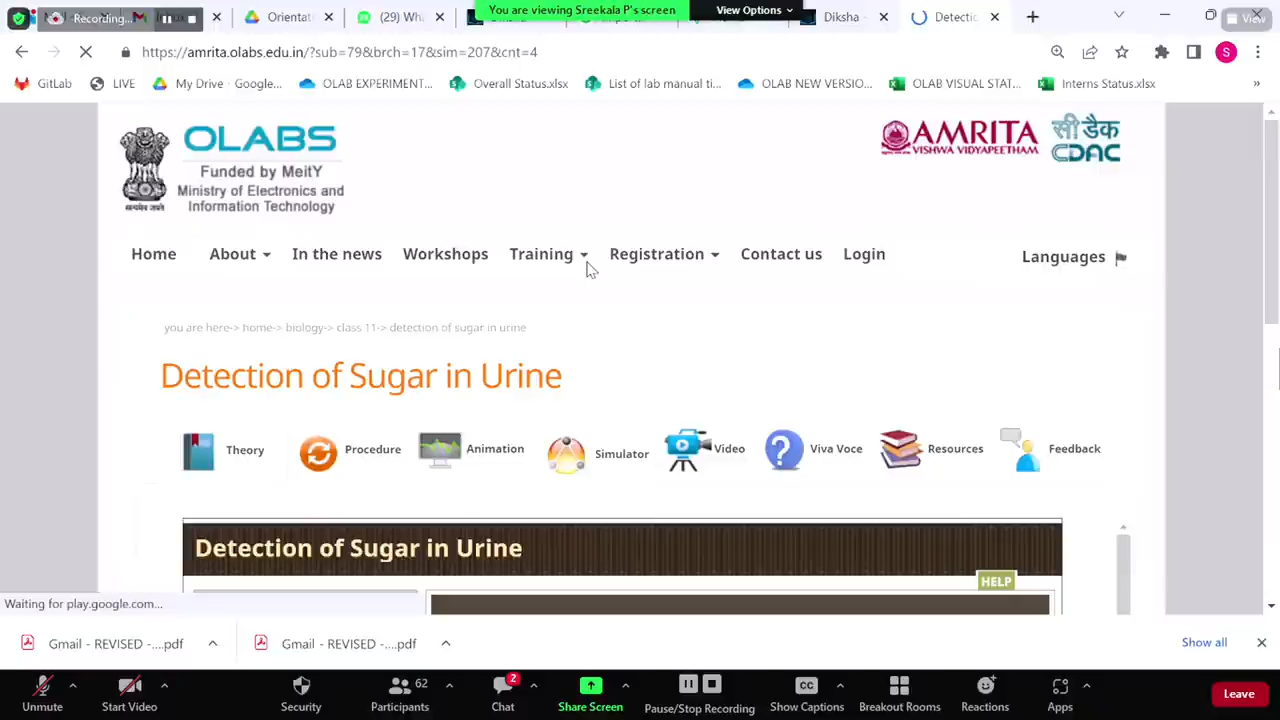 Recording...
You are viewing Sreekala P's screen
View Options
View
Orientat
(29) Wh
Diksha -
Detectic
https://amrita.olabs.edu.in/?sub=79&brch=17&sim=207&cnt=4
S
GitLab
LIVE
My Drive - Google...
OLAB EXPERIMENT...
Overall Status.xlsx
List of lab manual ti...
OLAB NEW VERSIO...
OLAB VISUAL STAT...
Interns Status.xlsx
»
OLABS
Funded by MeitY
Ministry of Electronics and
Information Technology
सत्यमेव जयते
AMRITA
VISHWA VIDYAPEETHAM
सी डैक
CDAC
Home
About
In the news
Workshops
Training
Registration
Contact us
Login
Languages
you are here-> home-> biology-> class 11-> detection of sugar in urine
Detection of Sugar in Urine
Theory
Procedure
Animation
Simulator
Video
Viva Voce
Resources
Feedback
Detection of Sugar in Urine
HELP
Waiting for play.google.com...
Gmail - REVISED -....pdf
Gmail - REVISED -....pdf
Show all
Unmute
Start Video
Security
62
Participants
2
Chat
Share Screen
Pause/Stop Recording
CC
Show Captions
Breakout Rooms
Reactions
Apps
Leave